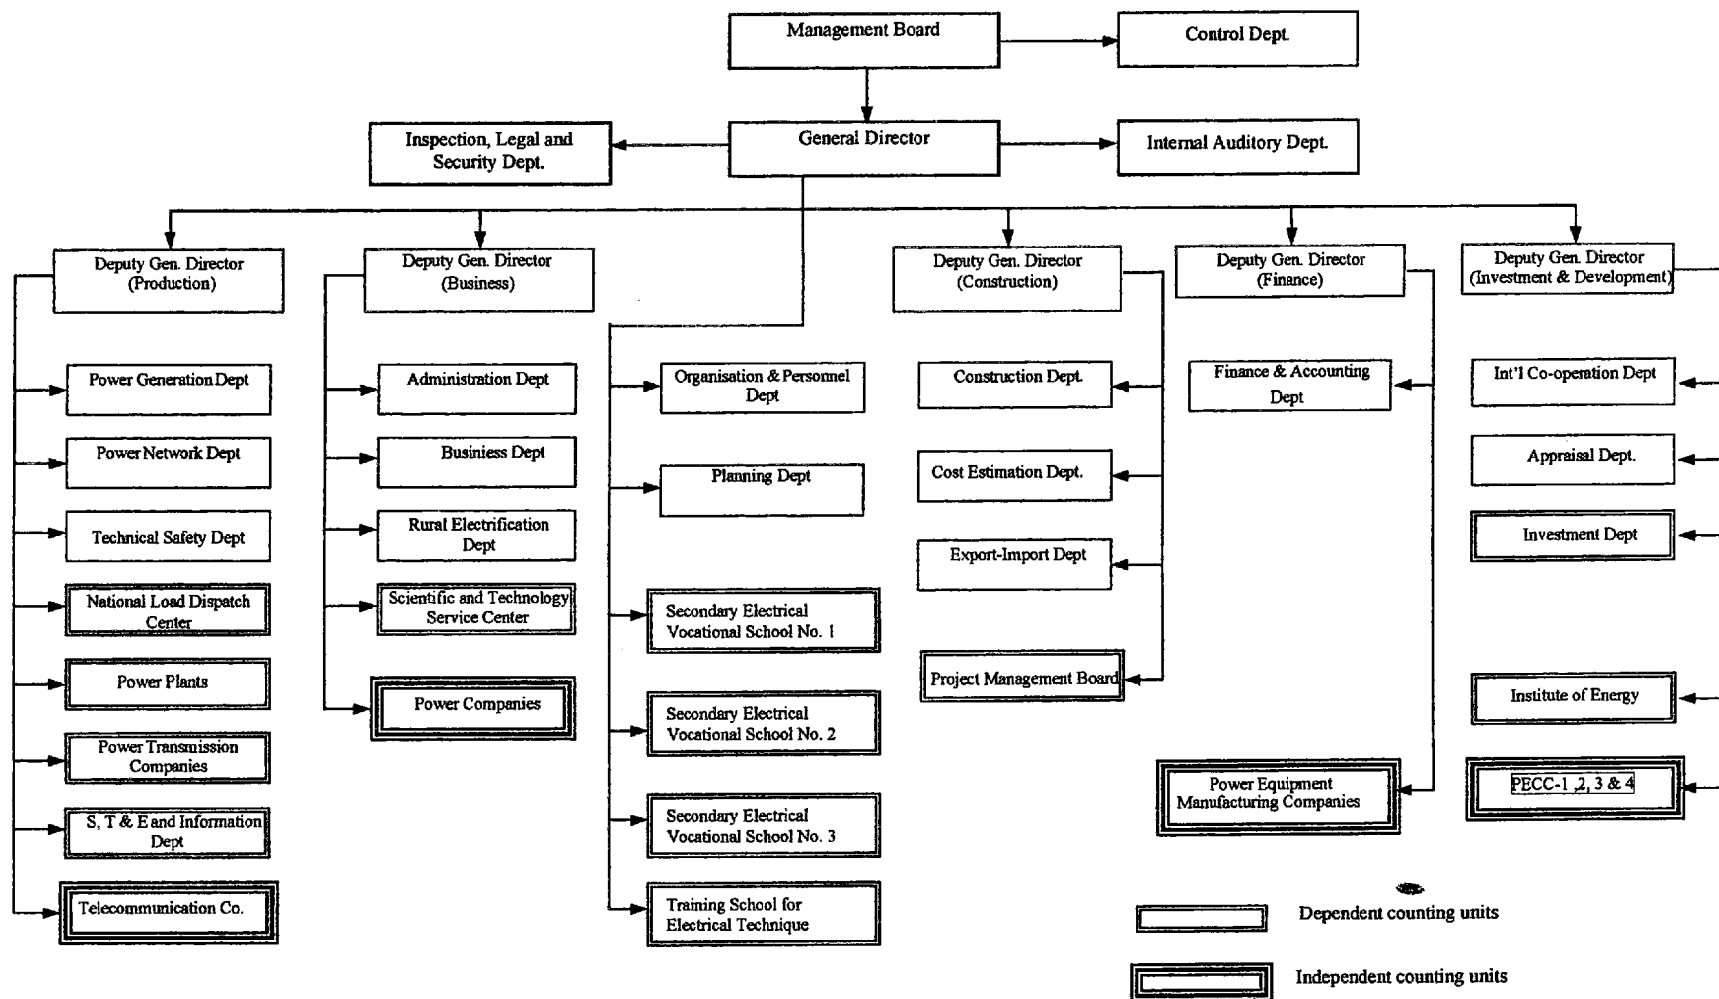 Management Board
Control Dept.
Inspection, Legal and
Security Dept.
General Director
Internal Auditory Dept.
Deputy Gen. Director
(Production)
Deputy Gen. Director
(Business)
Deputy Gen. Director
(Construction)
Deputy Gen. Director
(Finance)
Deputy Gen. Director
(Investment & Development)
Power Generation Dept
Power Network Dept
Technical Safety Dept
National Load Dispatch
Center
Power Plants
Power Transmission
Companies
S, T & E and Information
Dept
Telecommunication Co.
Administration Dept
Businiess Dept
Rural Electrification
Dept
Scientific and Technology
Service Center
Power Companies
Organisation & Personnel
Dept
Planning Dept
Secondary Electrical
Vocational School No. 1
Secondary Electrical
Vocational School No. 2
Secondary Electrical
Vocational School No. 3
Training School for
Electrical Technique
Construction Dept.
Cost Estimation Dept.
Export-Import Dept
Project Management Board
Finance & Accounting
Dept
Power Equipment
Manufacturing Companies
Int'l Co-operation Dept
Appraisal Dept.
Investment Dept
Institute of Energy
PECC-1 ,2, 3 & 4
Dependent counting units
Independent counting units